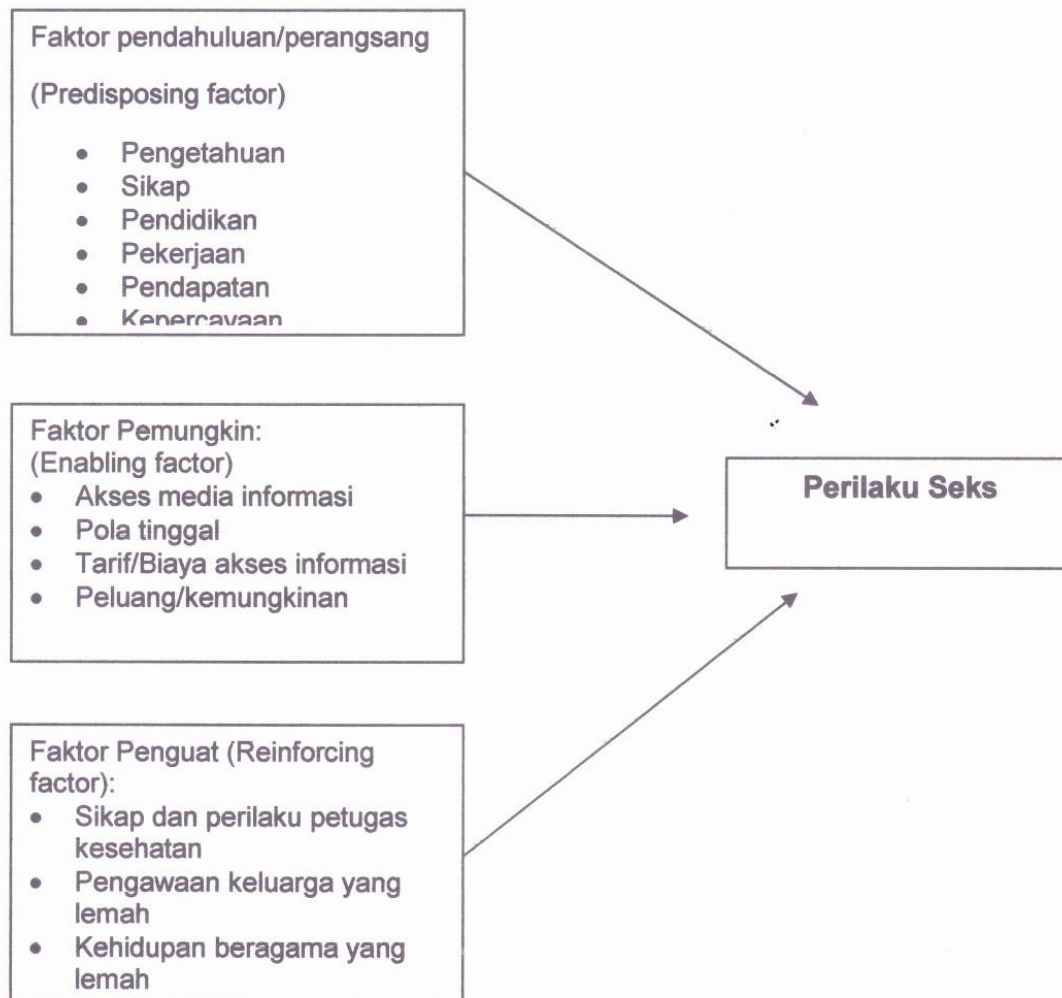 Faktor pendahuluan/perangsang
(Predisposing factor)
• Pengetahuan
• Sikap
• Pendidikan
• Pekerjaan
• Pendapatan
• Kepercayaan
Faktor Pemungkin:
(Enabling factor)
• Akses media informasi
• Pola tinggal
• Tarif/Biaya akses informasi
• Peluang/kemungkinan
Faktor Penguat (Reinforcing
factor):
• Sikap dan perilaku petugas
kesehatan
• Pengawaan keluarga yang
lemah
• Kehidupan beragama yang
lemah
Perilaku Seks